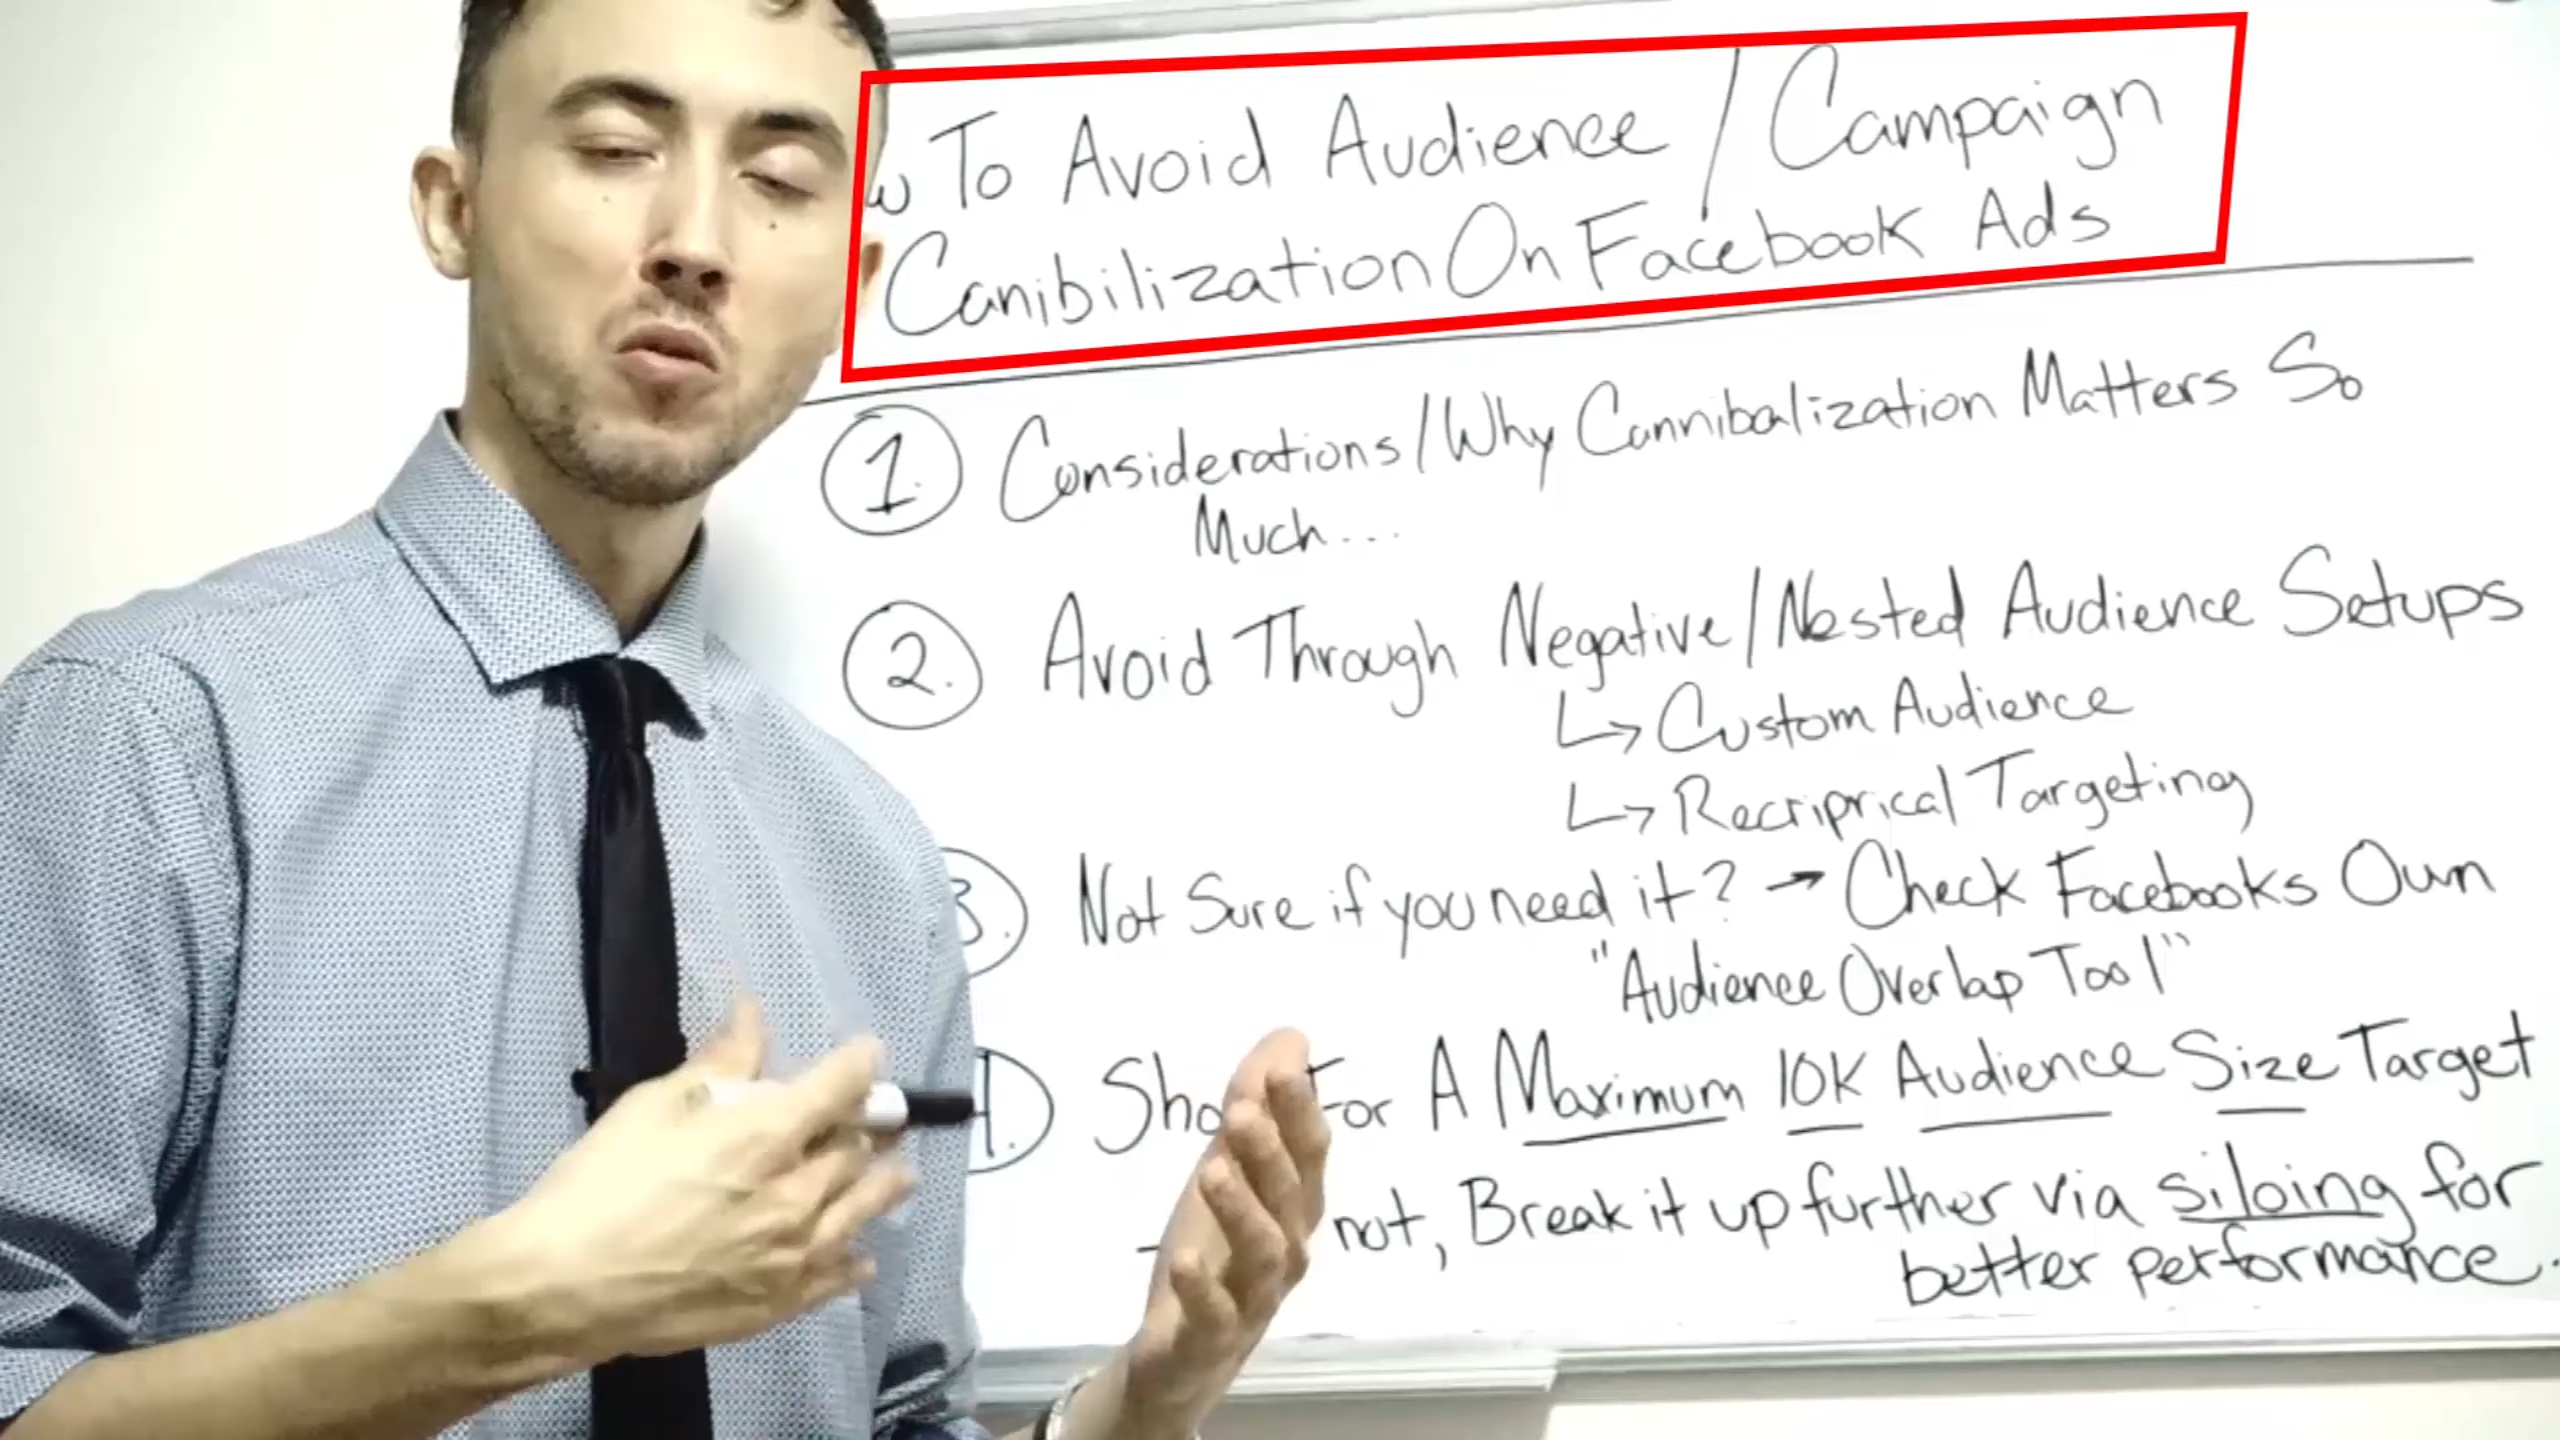 w To Avoid Audience / Campaign
Canibilization On Facebook Ads
1. Considerations/Why Cannibalization Matters So
Much...
2. Avoid Through Negative/Nested Audience Setups
↳ Custom Audience
↳ Recriprical Targeting
3. Not Sure if you need it? → Check Facebooks Own
"Audience Overlap Tool"
4. For A Maximum 10K Audience Size Target
not, Break it up further via siloing for
better performance.